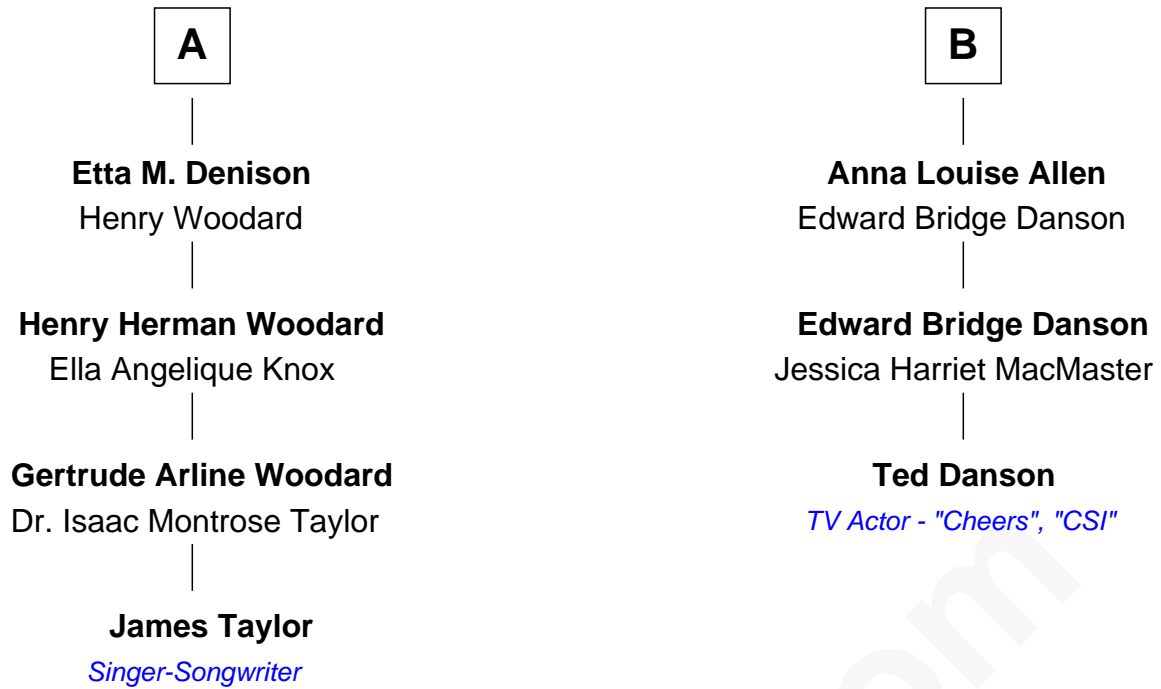 A
Etta M. Denison
Henry Woodard
Henry Herman Woodard
Ella Angelique Knox
Gertrude Arline Woodard
Dr. Isaac Montrose Taylor
James Taylor
Singer-Songwriter
B
Anna Louise Allen
Edward Bridge Danson
Edward Bridge Danson
Jessica Harriet MacMaster
Ted Danson
TV Actor - "Cheers", "CSI"
om